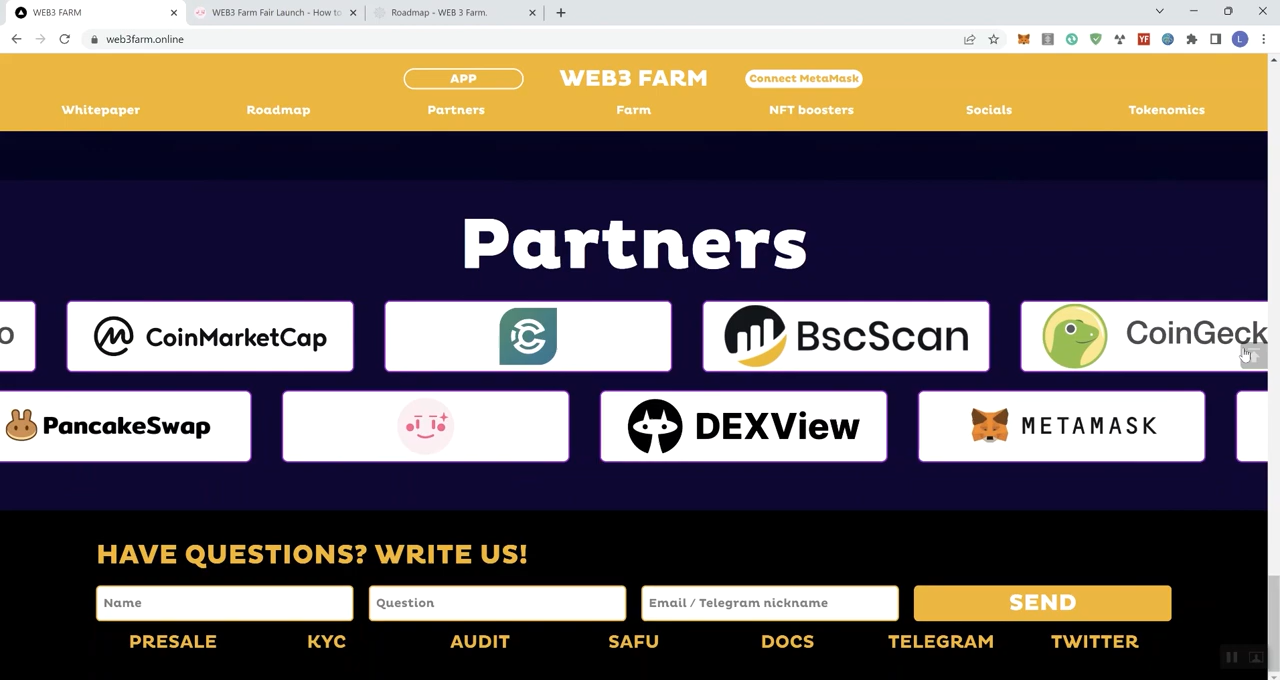 WEB3 FARM
WEB3 Farm Fair Launch - How to
Roadmap - WEB 3 Farm.
web3farm.online
YF
L
APP
WEB3 FARM
Connect MetaMask
Whitepaper
Roadmap
Partners
Farm
NFT boosters
Socials
Tokenomics
Partners
o
CoinMarketCap
BscScan
CoinGeck
PancakeSwap
DEXView
METAMASK
HAVE QUESTIONS? WRITE US!
Name
Question
Email / Telegram nickname
SEND
PRESALE
KYC
AUDIT
SAFU
DOCS
TELEGRAM
TWITTER